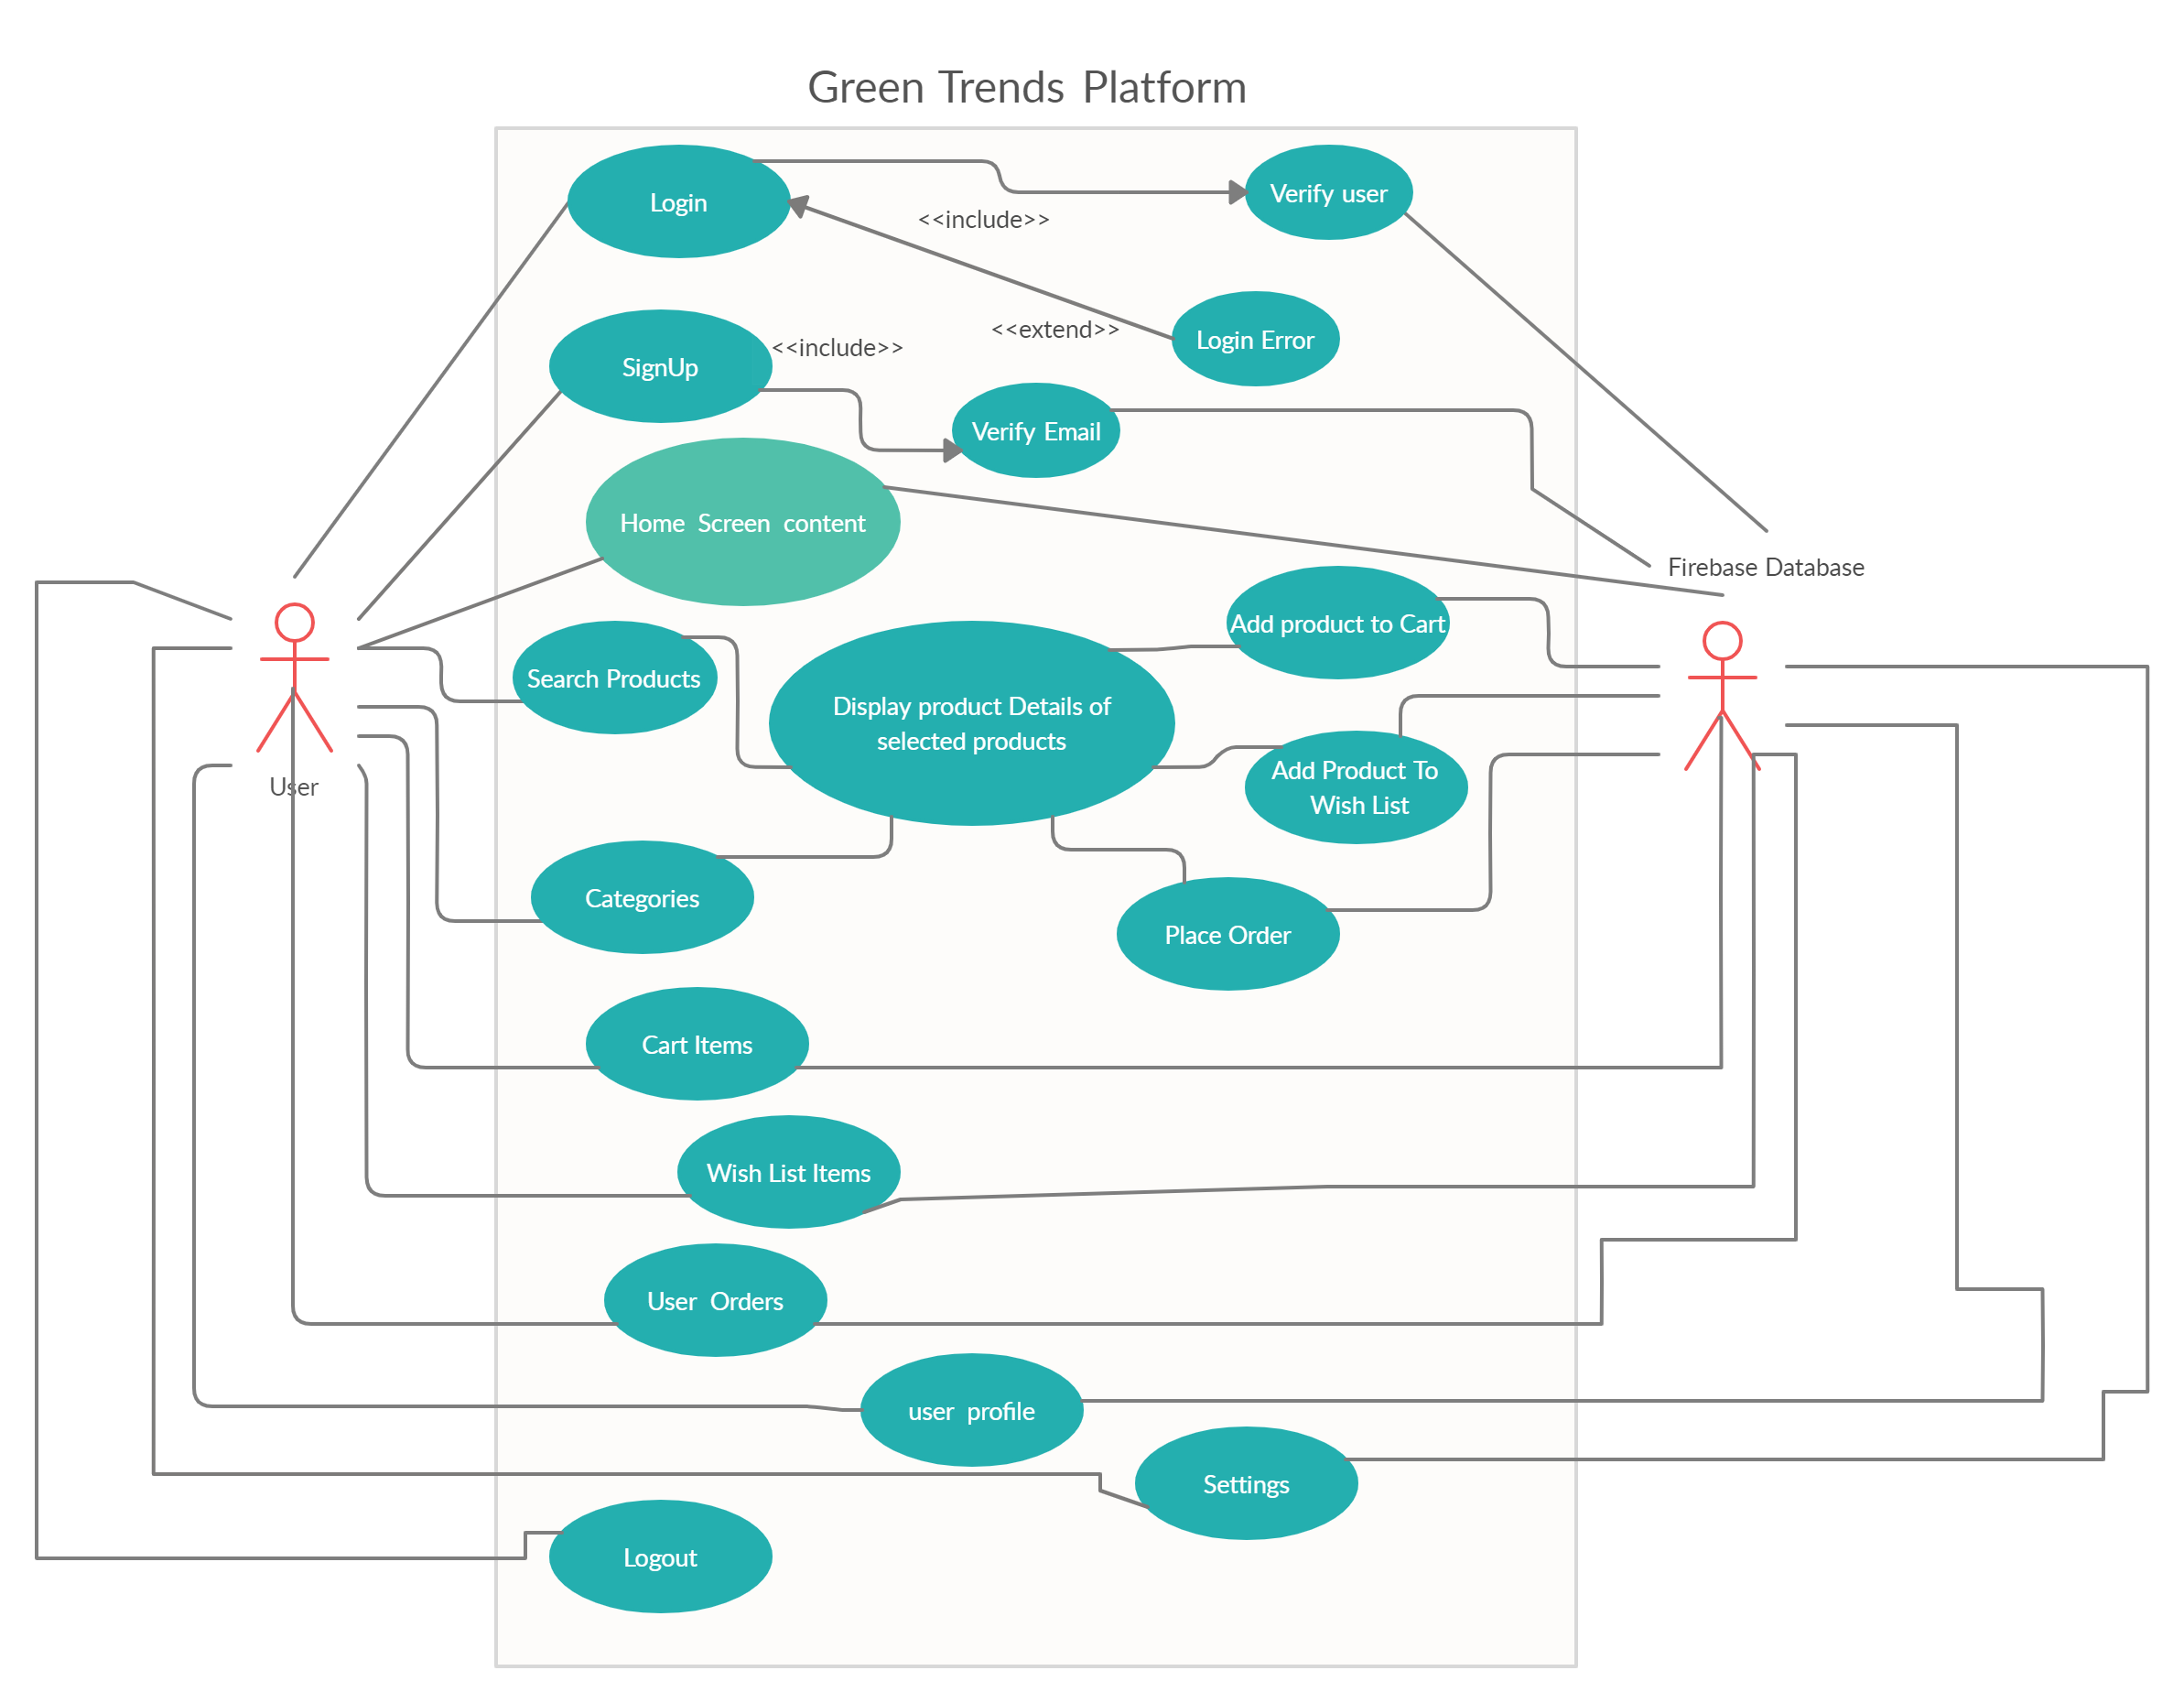 Green Trends Platform
Login
Verify user
<<include>>
<<extend>>
Login Error
SignUp
<<include>>
Verify Email
Home Screen content
Firebase Database
Add product to Cart
Search Products
Display product Details of
selected products
Add Product To
Wish List
User
Categories
Place Order
Cart Items
Wish List Items
User Orders
user profile
Settings
Logout